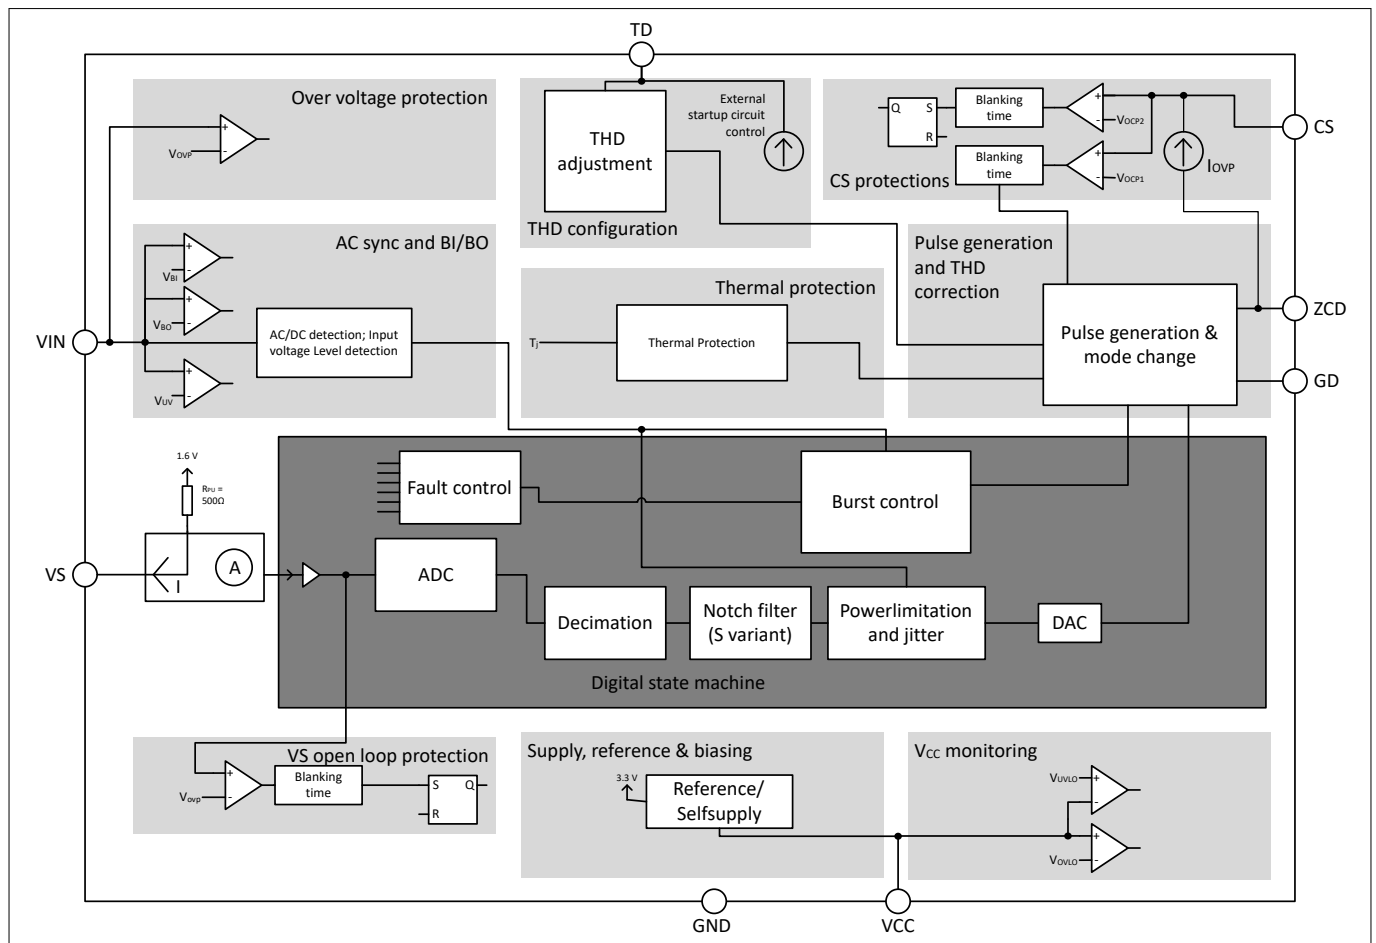 TD
Over voltage protection
VOVP
+
-
THD
adjustment
External
startup circuit
control
THD configuration
Q
S
R
Blanking
time
+
-
VOCP2
Blanking
time
+
-
VOCP1
IOVP
CS protections
CS
AC sync and BI/BO
+
-
VBI
+
-
VBO
AC/DC detection; Input
voltage Level detection
+
-
VUV
VIN
Thermal protection
Tj
Thermal Protection
Pulse generation
and THD
correction
Pulse generation &
mode change
ZCD
GD
1.6 V
RPU =
500Ω
VS
I
A
Fault control
Burst control
ADC
Decimation
Notch filter
(S variant)
Powerlimitation
and jitter
DAC
Digital state machine
VS open loop protection
+
-
Vovp
Blanking
time
S
Q
R
Supply, reference & biasing
3.3 V
Reference/
Selfsupply
VCC monitoring
VUVLO
+
-
+
-
VOVLO
GND
VCC